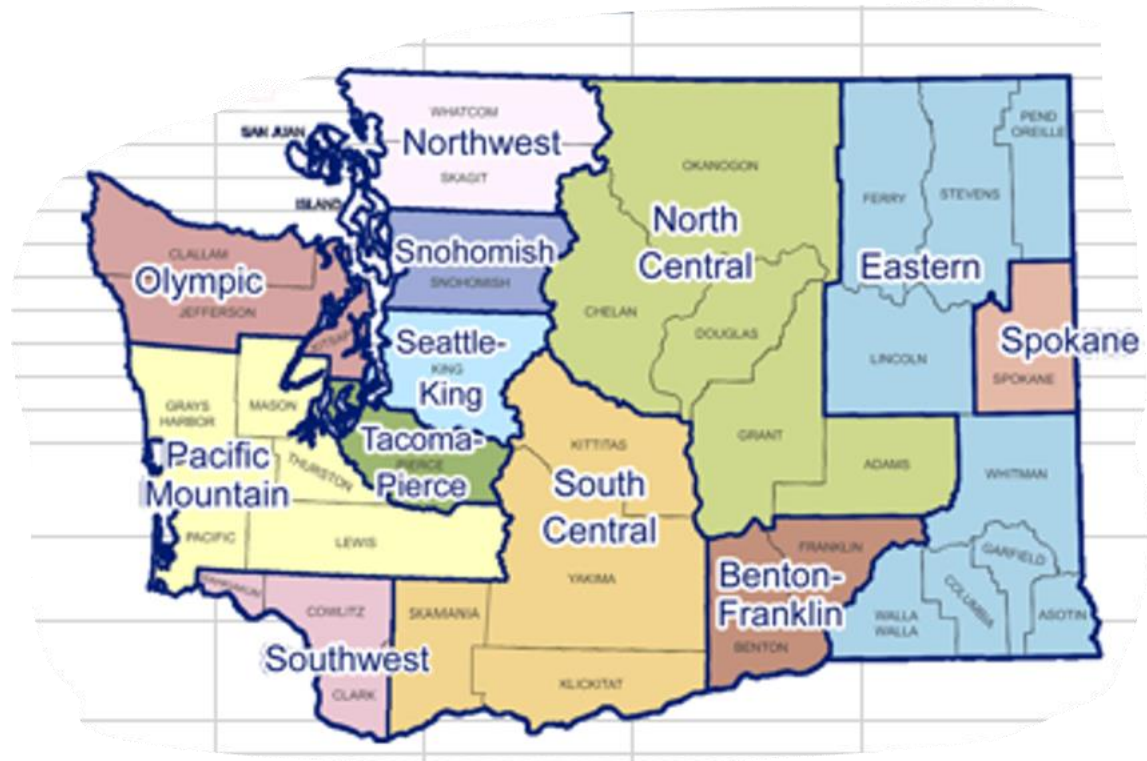 WHATCOM
SAN JUAN
Northwest
SKAGIT
ISLAND
PEND
OREILLE
OKANOGON
FERRY
STEVENS
North
Central
Snohomish
SNOHOMISH
CLALLAM
Olympic
JEFFERSON
KITSAP
Eastern
CHELAN
DOUGLAS
Seattle-
KING
King
LINCOLN
Spokane
SPOKANE
GRAYS
HARBOR
MASON
Tacoma-
PIERCE
Pierce
KITTITAS
GRANT
ADAMS
WHITMAN
Pacific
Mountain
THURSTON
South
Central
PACIFIC
LEWIS
YAKIMA
FRANKLIN
Benton-
Franklin
BENTON
GARFIELD
COLUMBIA
WALLA
WALLA
ASOTIN
COWLITZ
SKAMANIA
Southwest
CLARK
KLICKITAT